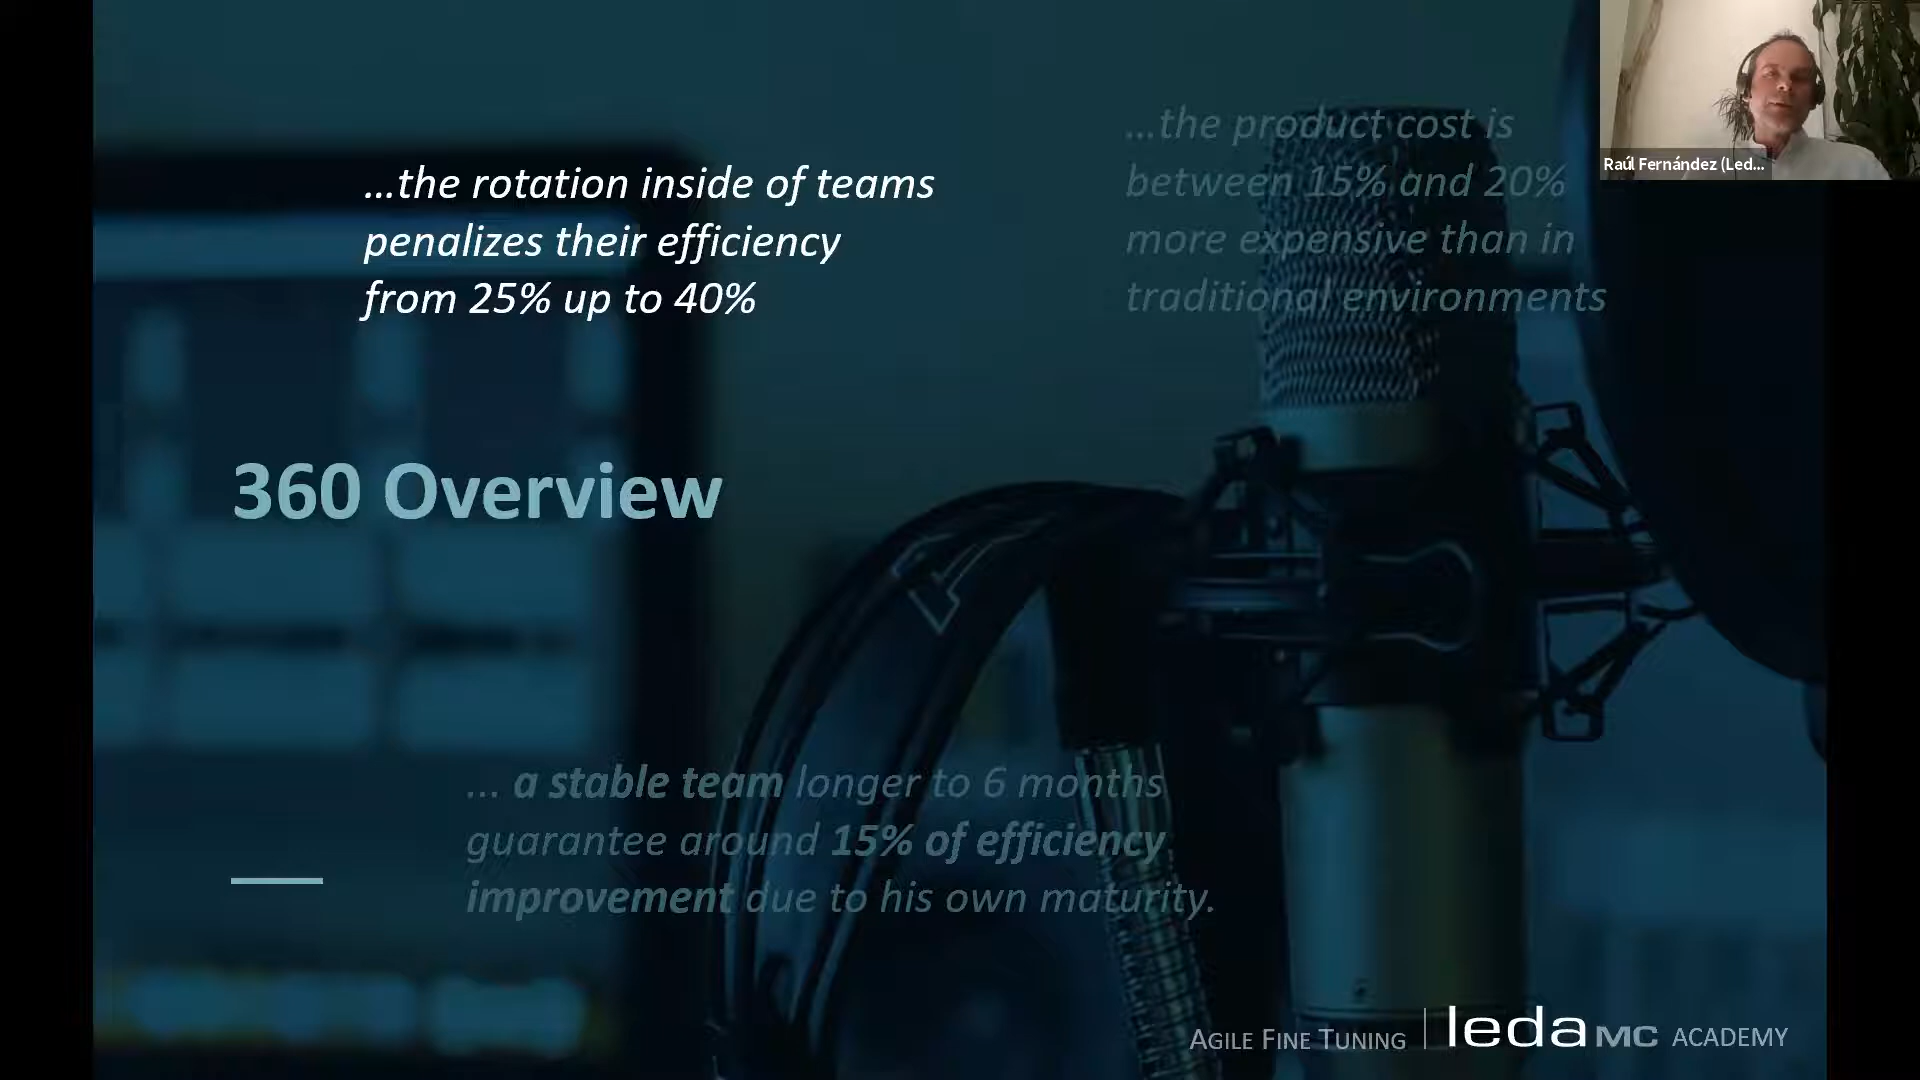 ...the rotation inside of teams
penalizes their efficiency
from 25% up to 40%
...the product cost is
between 15% and 20%
more expensive than in
traditional environments
Raúl Fernández (Led...
360 Overview
... a stable team longer to 6 months
guarantee around 15% of efficiency
improvement due to his own maturity.
AGILE FINE TUNING | leda MC ACADEMY